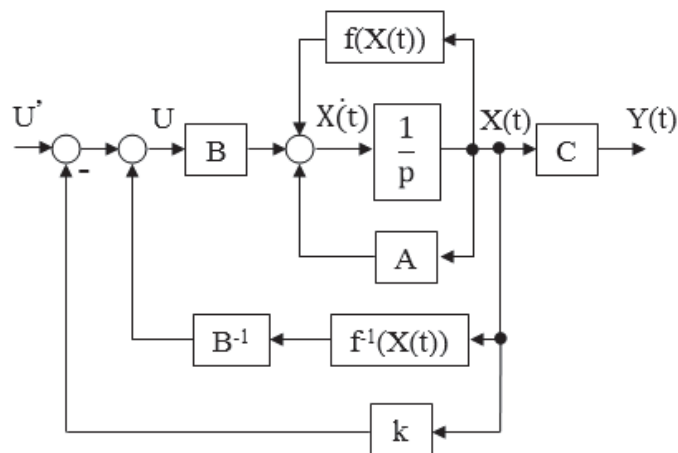 f(X(t))
U’
U
B
Ẋ(t)
1
p
X(t)
C
Y(t)
-
A
B⁻¹
f⁻¹(X(t))
k